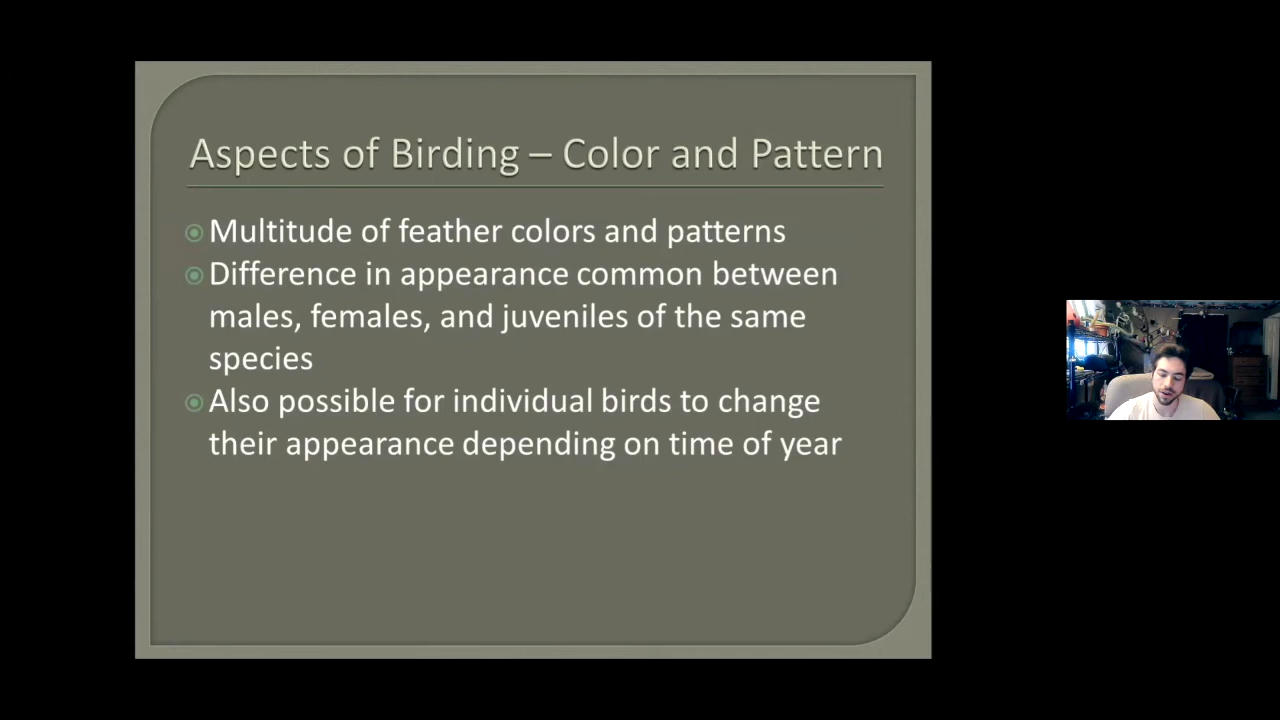 Aspects of Birding – Color and Pattern
Multitude of feather colors and patterns
Difference in appearance common between
males, females, and juveniles of the same
species
Also possible for individual birds to change
their appearance depending on time of year